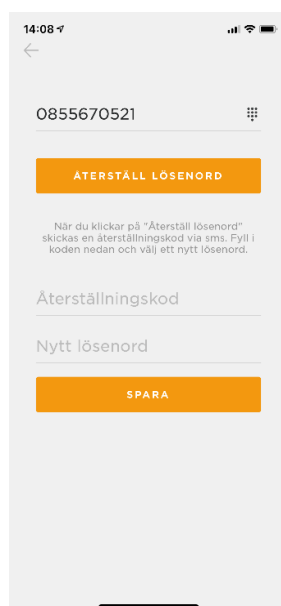 14:08
0855670521
ÅTERSTÄLL LÖSENORD
När du klickar på "Återställ lösenord"
skickas en återställningskod via sms. Fyll i
koden nedan och välj ett nytt lösenord.
Återställningskod
Nytt lösenord
SPARA